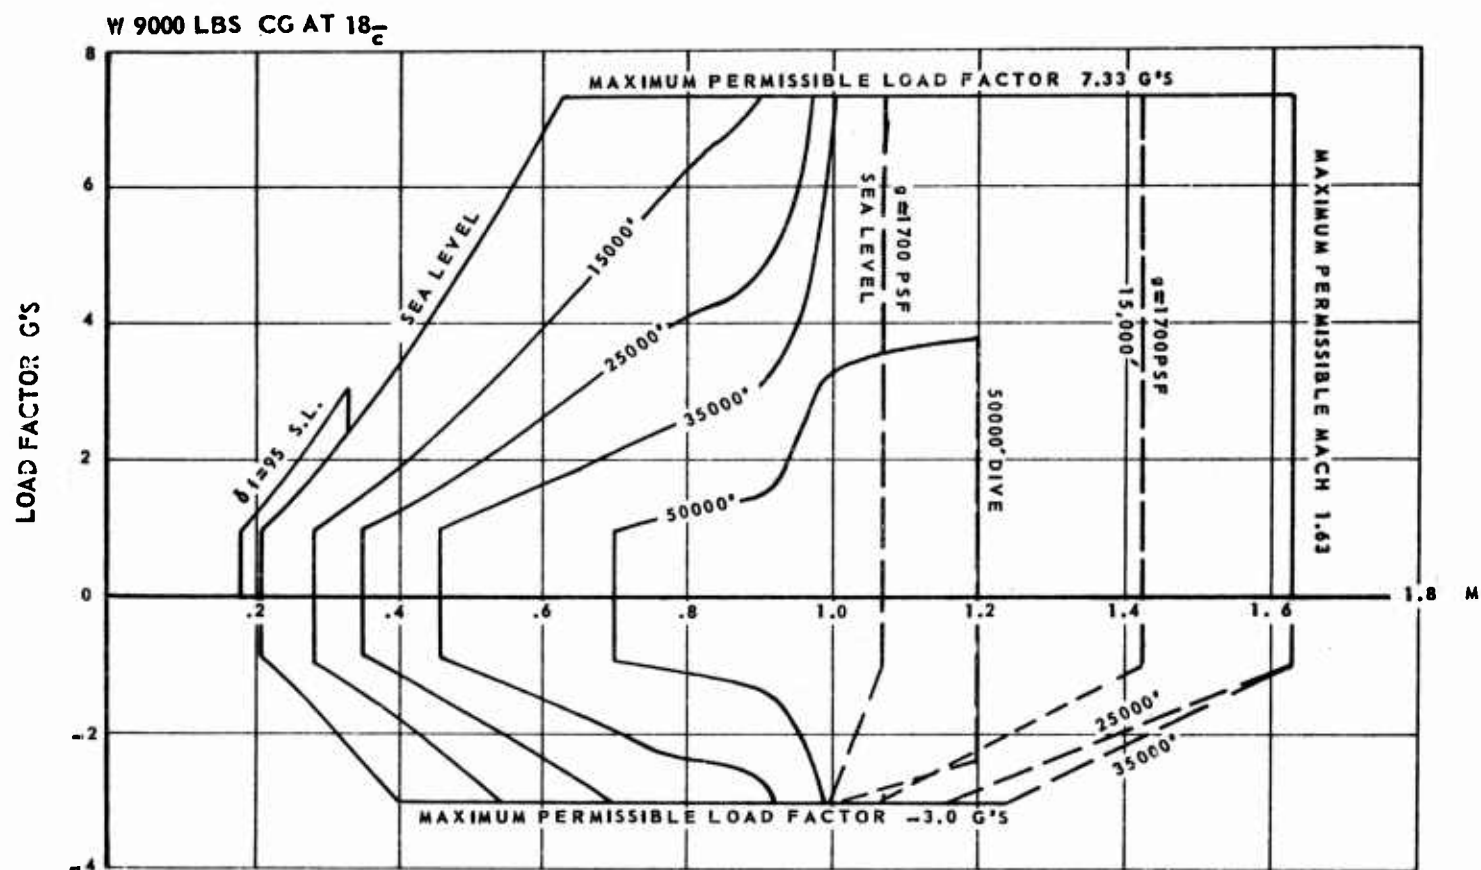 W 9000 LBS CG AT 18 c̄
8
MAXIMUM PERMISSIBLE LOAD FACTOR 7.33 G'S
6
4
2
0
-2
-4
LOAD FACTOR G'S
δf=95 S.L.
SEA LEVEL
15000'
25000'
35000'
50000'
SEA LEVEL
g=1700 PSF
50000' DIVE
15,000'
g=1700PSF
MAXIMUM PERMISSIBLE MACH 1.63
.2 .4 .6 .8 1.0 1.2 1.4 1.6 1.8 M
25000'
35000'
MAXIMUM PERMISSIBLE LOAD FACTOR -3.0 G'S